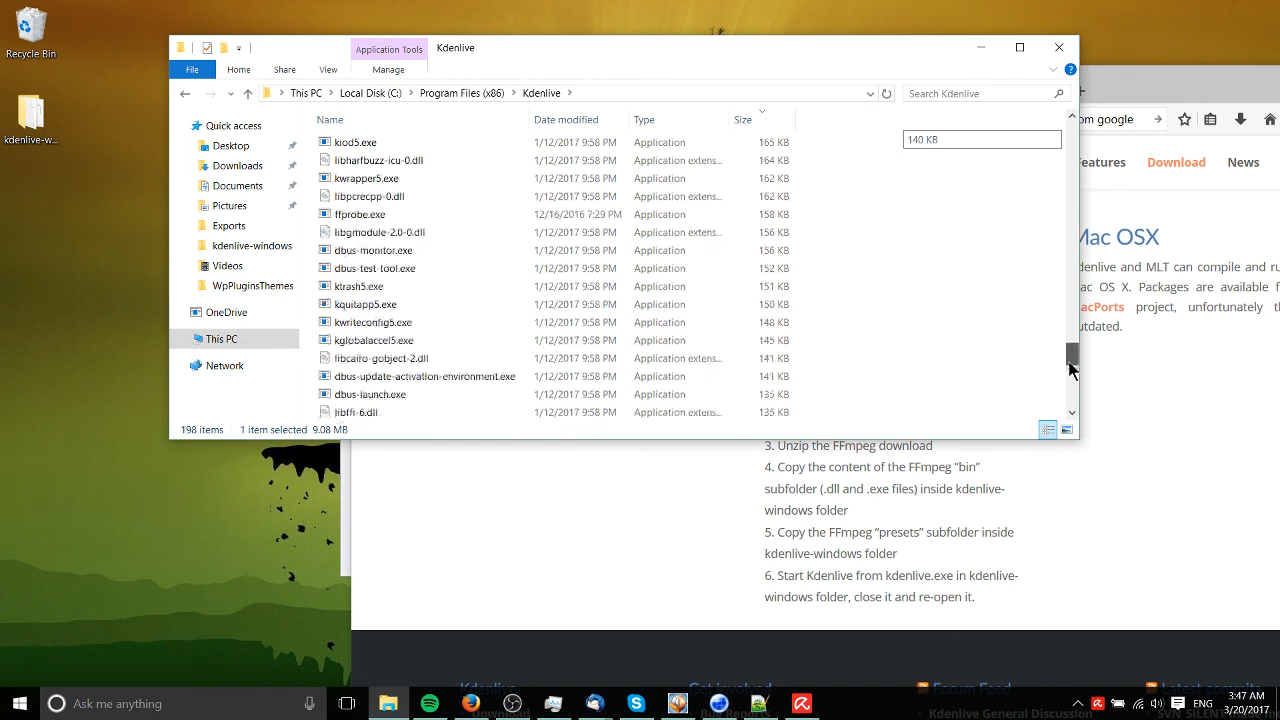 Recycle Bin
kdenlive-w...
Application Tools
Kdenlive
File
Home
Share
View
Manage
This PC
Local Disk (C:)
Program Files (x86)
Kdenlive
Search Kdenlive
Name
Date modified
Type
Size
Quick access
Desktop
Downloads
Documents
Pictures
Exports
kdenlive-windows
Videos
WpPluginsThemes
OneDrive
This PC
Network
kiod5.exe 1/12/2017 9:58 PM Application 165 KB
libharfbuzz-icu-0.dll 1/12/2017 9:58 PM Application extens... 164 KB
kwrapper5.exe 1/12/2017 9:58 PM Application 162 KB
libpcrecpp-0.dll 1/12/2017 9:58 PM Application extens... 162 KB
ffprobe.exe 12/16/2016 7:29 PM Application 158 KB
libgmodule-2.0-0.dll 1/12/2017 9:58 PM Application extens... 156 KB
dbus-monitor.exe 1/12/2017 9:58 PM Application 156 KB
dbus-test-tool.exe 1/12/2017 9:58 PM Application 152 KB
ktrash5.exe 1/12/2017 9:58 PM Application 151 KB
kquitapp5.exe 1/12/2017 9:58 PM Application 150 KB
kwriteconfig5.exe 1/12/2017 9:58 PM Application 148 KB
kglobalaccel5.exe 1/12/2017 9:58 PM Application 145 KB
libcairo-gobject-2.dll 1/12/2017 9:58 PM Application extens... 141 KB
dbus-update-activation-environment.exe 1/12/2017 9:58 PM Application 141 KB
dbus-launch.exe 1/12/2017 9:58 PM Application 135 KB
libffi-6.dll 1/12/2017 9:58 PM Application extens... 135 KB
140 KB
198 items
1 item selected 9.08 MB
om google
Features
Download
News
Mac OSX
denlive and MLT can compile and ru
ac OS X. Packages are available f
acPorts project, unfortunately th
utdated.
3. Unzip the FFmpeg download
4. Copy the content of the FFmpeg “bin”
subfolder (.dll and .exe files) inside kdenlive-
windows folder
5. Copy the FFmpeg “presets” subfolder inside
kdenlive-windows folder
6. Start Kdenlive from kdenlive.exe in kdenlive-
windows folder, close it and re-open it.
Kdenlive
Get involved
Forum Feed
Latest commits
Download
Bug Reports
Kdenlive General Discussion
SVN_SILENT
Ask me anything
ENG
3:47 AM
3/20/2017